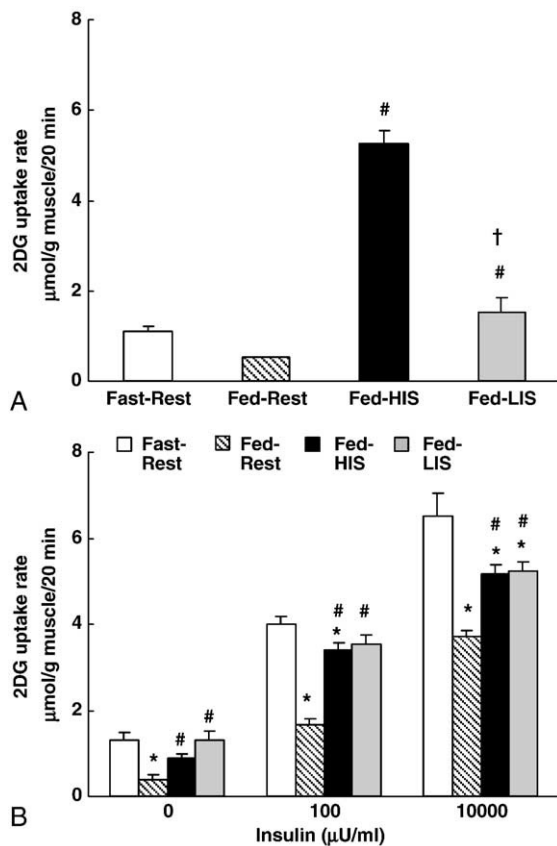 8
6
4
2
0
2DG uptake rate
µmol/g muscle/20 min
#
†
#
A
Fast-Rest Fed-Rest Fed-HIS Fed-LIS
8
6
4
2
0
2DG uptake rate
µmol/g muscle/20 min
Fast- Fed- Fed- Fed-
Rest Rest HIS LIS
* # #
* # * #
* # * # *
0 100 10000
B
Insulin (µU/ml)